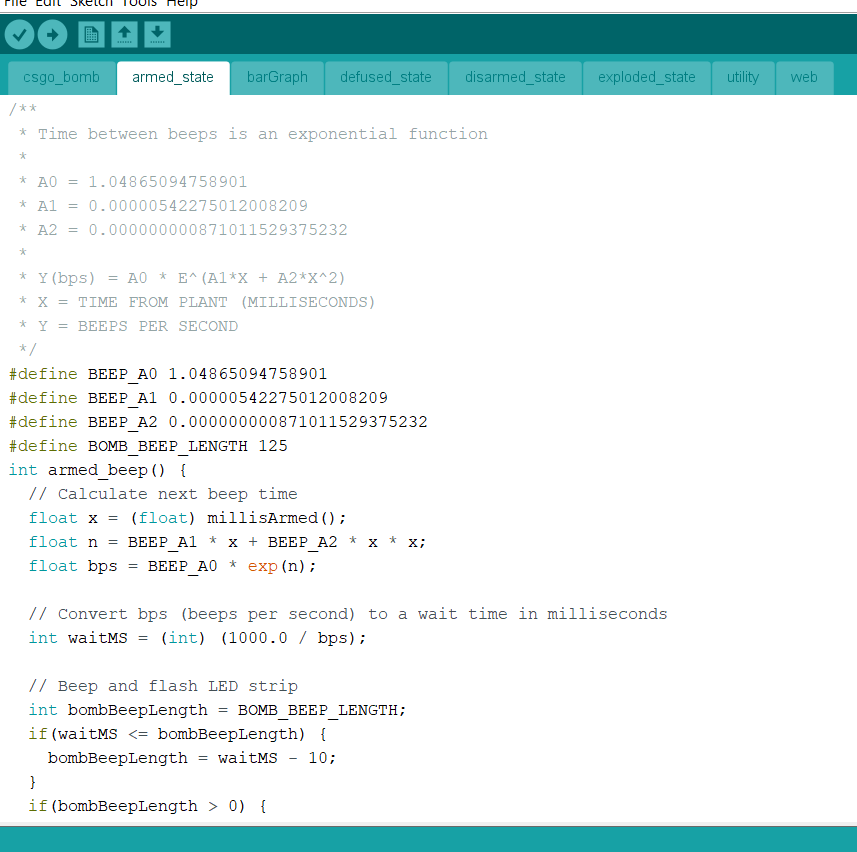 File Edit Sketch Tools Help
csgo_bomb armed_state barGraph defused_state disarmed_state exploded_state utility web
/**
 * Time between beeps is an exponential function
 *
 * A0 = 1.04865094758901
 * A1 = 0.00000542275012008209
 * A2 = 0.000000000871011529375232
 *
 * Y(bps) = A0 * E^(A1*X + A2*X^2)
 * X = TIME FROM PLANT (MILLISECONDS)
 * Y = BEEPS PER SECOND
 */
#define BEEP_A0 1.04865094758901
#define BEEP_A1 0.00000542275012008209
#define BEEP_A2 0.000000000871011529375232
#define BOMB_BEEP_LENGTH 125
int armed_beep() {
  // Calculate next beep time
  float x = (float) millisArmed();
  float n = BEEP_A1 * x + BEEP_A2 * x * x;
  float bps = BEEP_A0 * exp(n);

  // Convert bps (beeps per second) to a wait time in milliseconds
  int waitMS = (int) (1000.0 / bps);

  // Beep and flash LED strip
  int bombBeepLength = BOMB_BEEP_LENGTH;
  if(waitMS <= bombBeepLength) {
    bombBeepLength = waitMS - 10;
  }
  if(bombBeepLength > 0) {